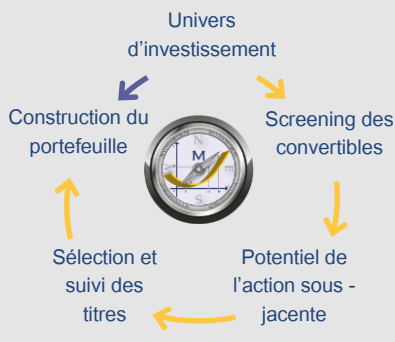 Univers
d’investissement
Construction du
portefeuille
Screening des
convertibles
N
M
E
S
Sélection et
suivi des
titres
Potentiel de
l’action sous -
jacente